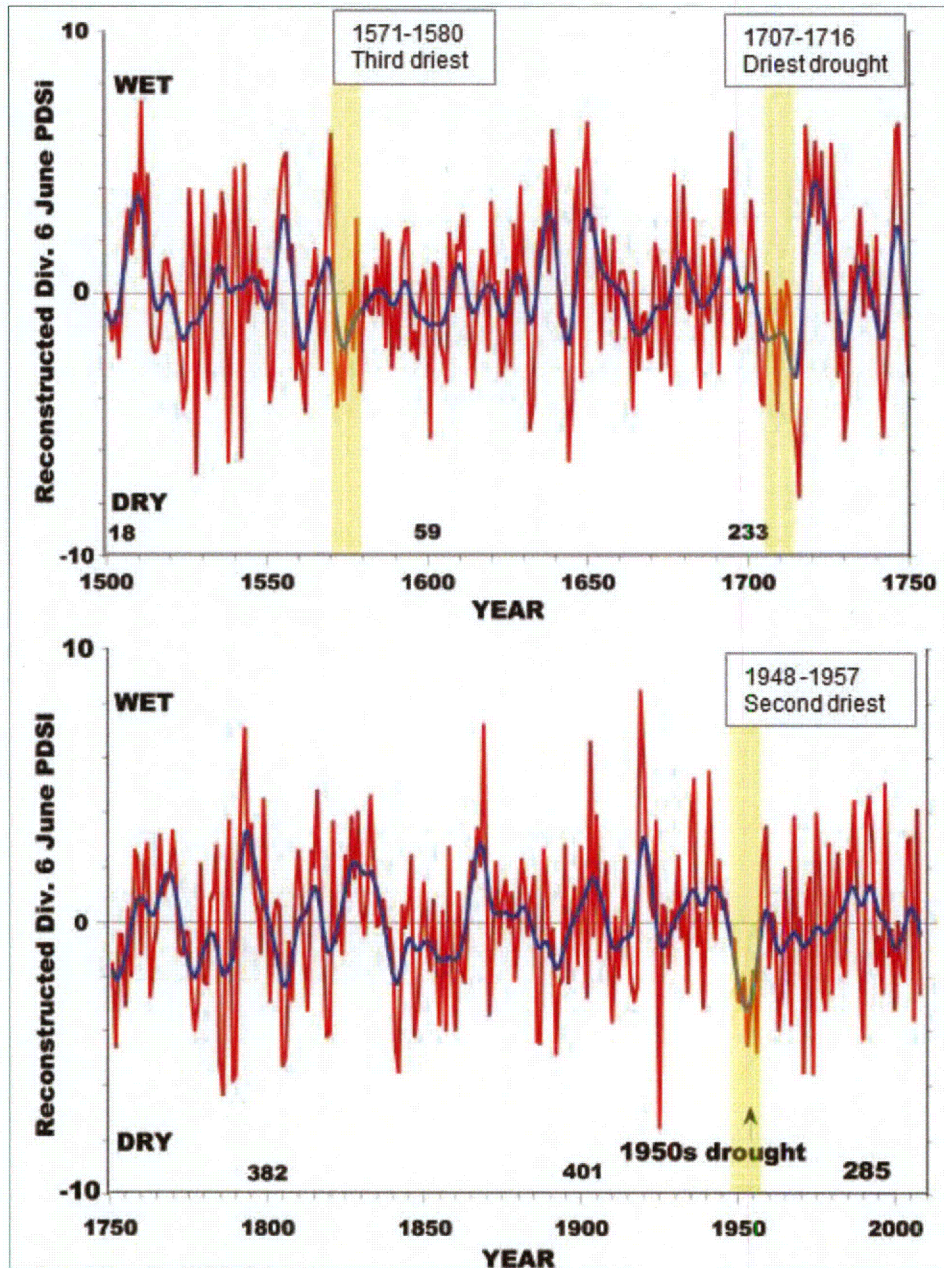 1571-1580
Third driest
1707-1716
Driest drought
10
WET
0
DRY
18
59
233
-10
1500
1550
1600
1650
1700
1750
YEAR
Reconstructed Div. 6 June PDSi
10
1948-1957
Second driest
WET
0
DRY
1950s drought
382
401
285
-10
1750
1800
1850
1900
1950
2000
YEAR
Reconstructed Div. 6 June PDSi